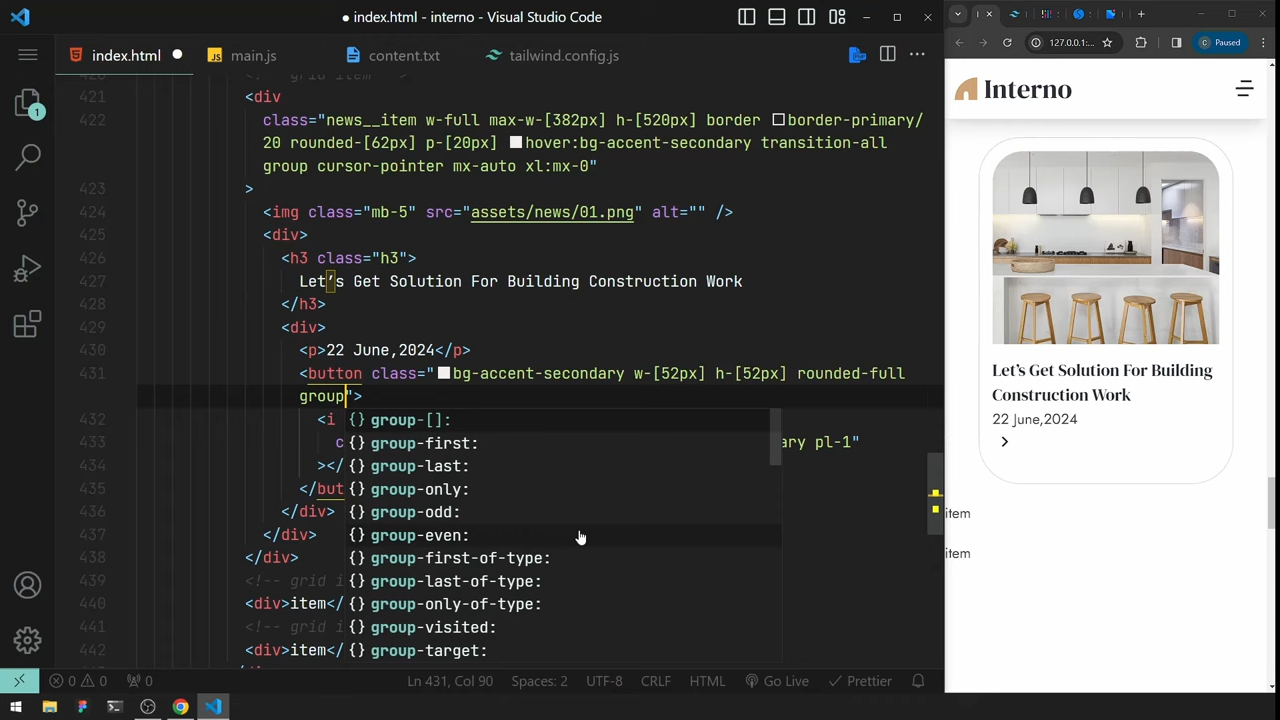 index.html - interno - Visual Studio Code
index.html
main.js
content.txt
tailwind.config.js
Paused
127.0.0.1:...
Interno
421 <div
422 class="news__item w-full max-w-[382px] h-[520px] border border-primary/
20 rounded-[62px] p-[20px] hover:bg-accent-secondary transition-all
group cursor-pointer mx-auto xl:mx-0"
423 >
424 <img class="mb-5" src="assets/news/01.png" alt="" />
425 <div>
426 <h3 class="h3">
427 Let’s Get Solution For Building Construction Work
428 </h3>
429 <div>
430 <p>22 June,2024</p>
431 <button class="bg-accent-secondary w-[52px] h-[52px] rounded-full
group">
432 <i
433 c ary pl-1"
434 ></
435 </but
436 </div>
437 </div>
438 </div>
439 <!-- grid i
440 <div>item</
441 <!-- grid i
442 <div>item</
{} group-[]:
{} group-first:
{} group-last:
{} group-only:
{} group-odd:
{} group-even:
{} group-first-of-type:
{} group-last-of-type:
{} group-only-of-type:
{} group-visited:
{} group-target:
Let’s Get Solution For Building
Construction Work
22 June,2024
item
item
0 0 0 Ln 431, Col 90 Spaces: 2 UTF-8 CRLF HTML Go Live Prettier